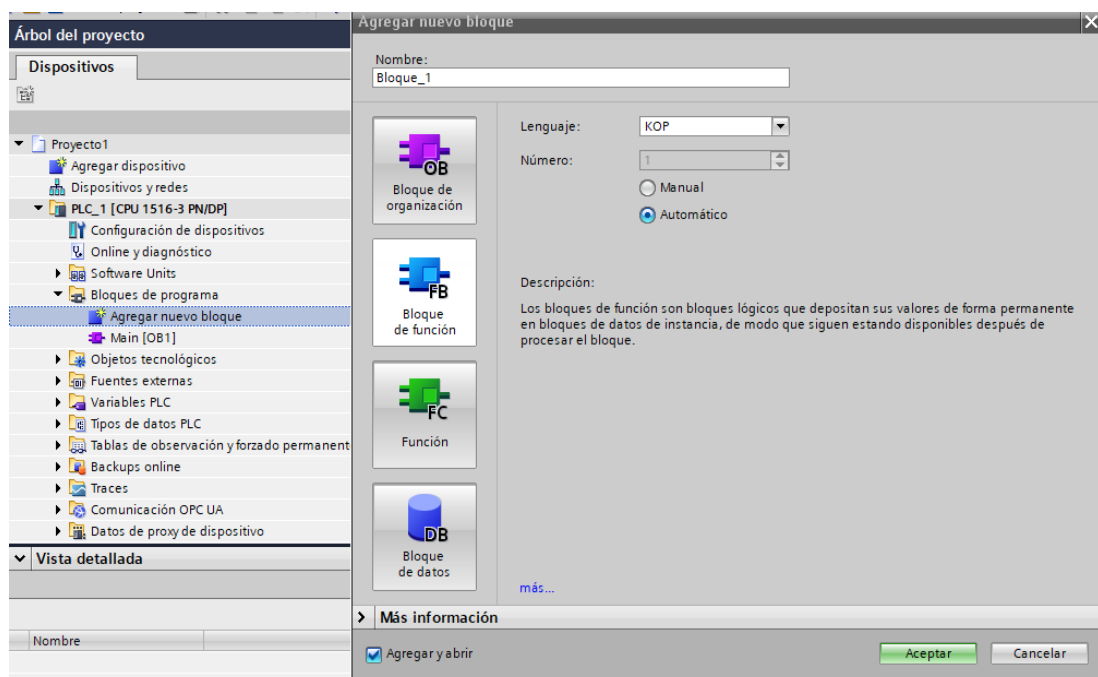 Árbol del proyecto
Dispositivos
Proyecto1
Agregar dispositivo
Dispositivos y redes
PLC_1 [CPU 1516-3 PN/DP]
Configuración de dispositivos
Online y diagnóstico
Software Units
Bloques de programa
Agregar nuevo bloque
Main [OB1]
Objetos tecnológicos
Fuentes externas
Variables PLC
Tipos de datos PLC
Tablas de observación y forzado permanent
Backups online
Traces
Comunicación OPC UA
Datos de proxy de dispositivo
Vista detallada
Nombre
Agregar nuevo bloque
Nombre:
Bloque_1
OB
Bloque de
organización
FB
Bloque
de función
FC
Función
DB
Bloque
de datos
Lenguaje: KOP
Número: 1
Manual
Automático
Descripción:
Los bloques de función son bloques lógicos que depositan sus valores de forma permanente
en bloques de datos de instancia, de modo que siguen estando disponibles después de
procesar el bloque.
más...
Más información
Agregar y abrir
Aceptar
Cancelar